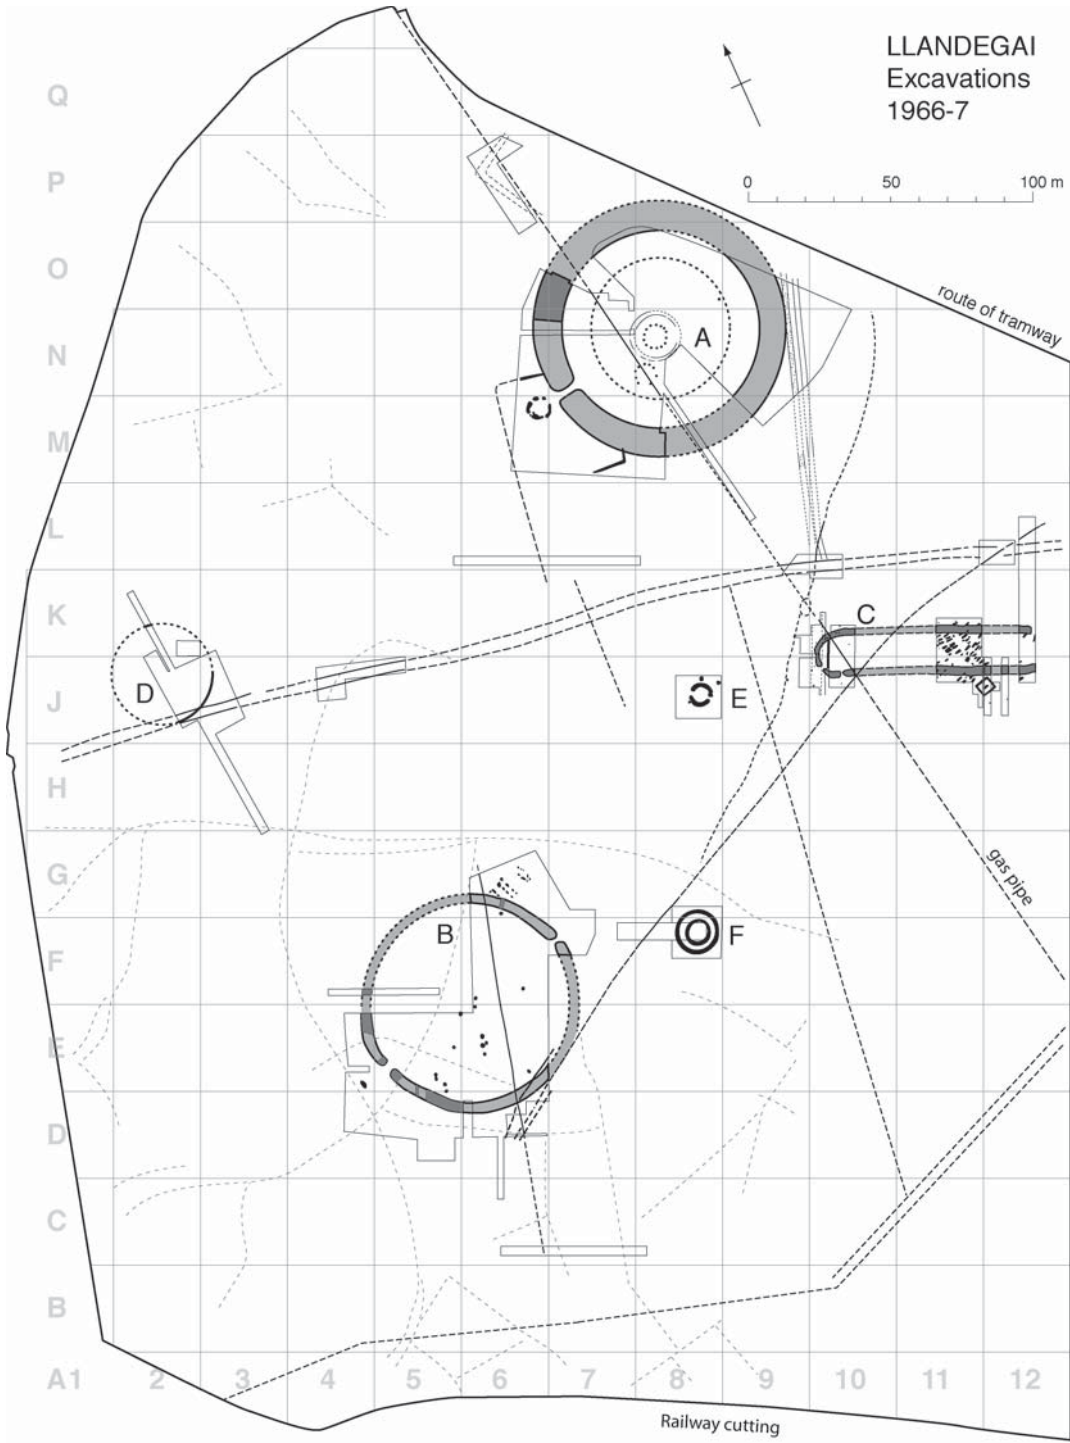 LLANDEGAI
Excavations
1966-7
0 50 100 m
Q
P
O
route of tramway
N
A
M
L
K
C
D
J
E
H
G
gas pipe
B
F
F
E
D
C
B
A1 2 3 4 5 6 7 8 9 10 11 12
Railway cutting